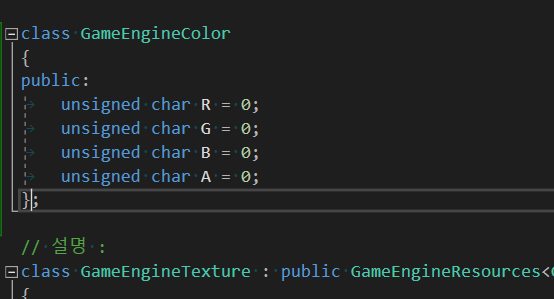 class GameEngineColor
{
public:
unsigned char R = 0;
unsigned char G = 0;
unsigned char B = 0;
unsigned char A = 0;
};
// 설명 :
class GameEngineTexture : public GameEngineResources<
{